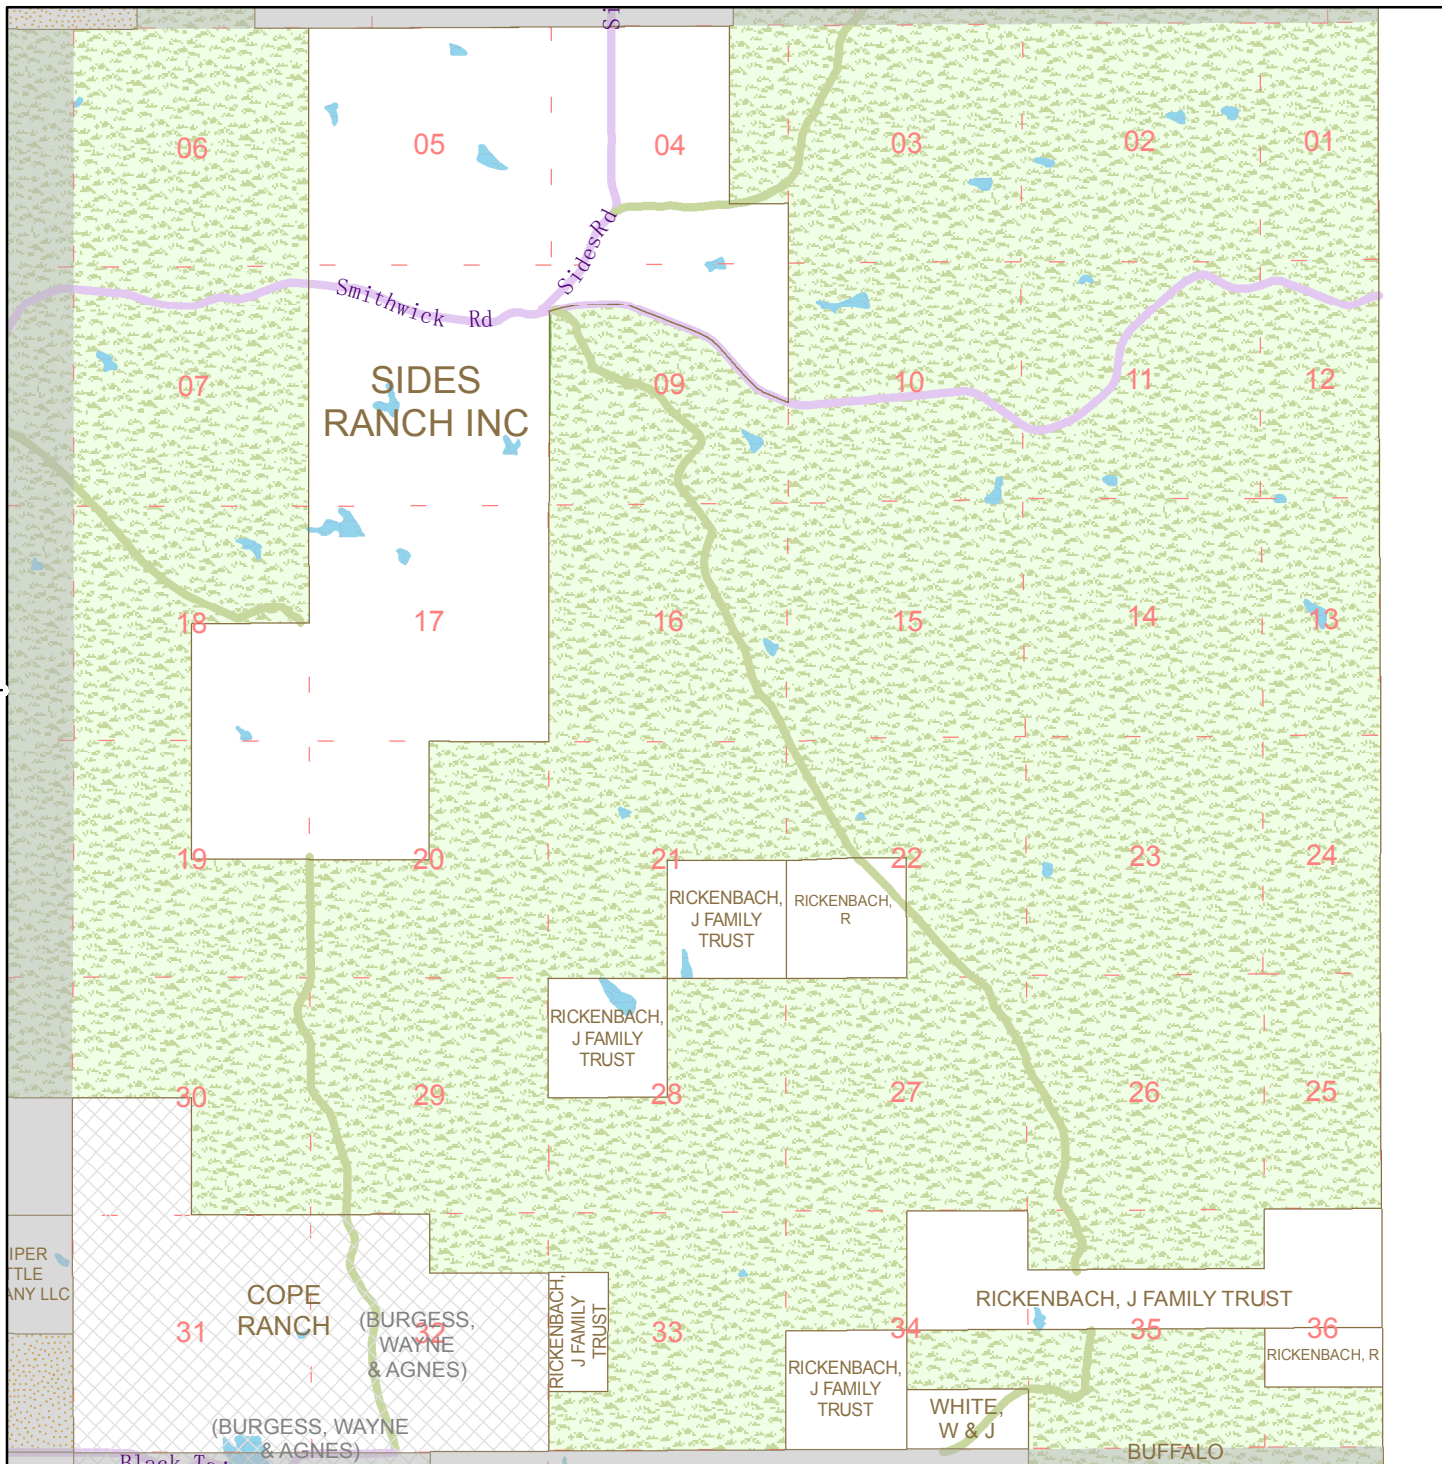 06
05
04
03
02
01
Sides Rd
Smithwick Rd
07
SIDES
RANCH INC
09
10
11
12
18
17
16
15
14
13
19
20
21
22
23
24
RICKENBACH,
J FAMILY
TRUST
RICKENBACH,
R
RICKENBACH,
J FAMILY
TRUST
30
29
28
27
26
25
COPE
RANCH
31
(BURGESS,
WAYNE
& AGNES)
32
RICKENBACH,
J FAMILY
TRUST
33
34
RICKENBACH, J FAMILY TRUST
35
36
RICKENBACH, R
RICKENBACH,
J FAMILY
TRUST
WHITE,
W & J
(BURGESS, WAYNE
& AGNES)
BUFFALO
IPER
TTLE
ANY LLC
Black